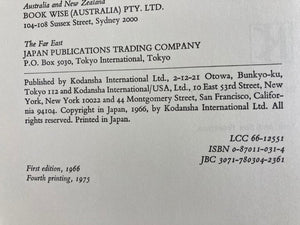 Australia and New Zealand
BOOK WISE (AUSTRALIA) PTY. LTD.
104-108 Sussex Street, Sydney 2000
The Far East
JAPAN PUBLICATIONS TRADING COMPANY
P.O. Box 5030, Tokyo International, Tokyo
Published by Kodansha International Ltd., 2-12-21 Otowa, Bunkyo-ku,
Tokyo 112 and Kodansha International/USA, Ltd., 10 East 53rd Street, New
York, New York 10022 and 44 Montgomery Street, San Francisco, Califor-
nia 94104. Copyright in Japan, 1966, by Kodansha International Ltd. All
rights reserved. Printed in Japan.
LCC 66-12551
ISBN 0-87011-031-4
JBC 3071-780304-2361
First edition, 1966
Fourth printing, 1975